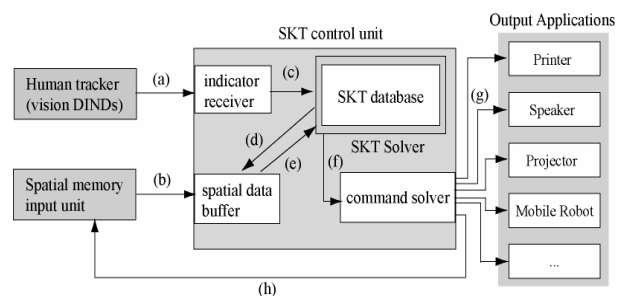 Output Applications
SKT control unit
Human tracker
(vision DINDs)
(a)
indicator
receiver
(c)
SKT database
SKT Solver
(d)
(e)
(f)
(g)
Printer
Speaker
Projector
Mobile Robot
...
Spatial memory
input unit
(b)
spatial data
buffer
command solver
(h)